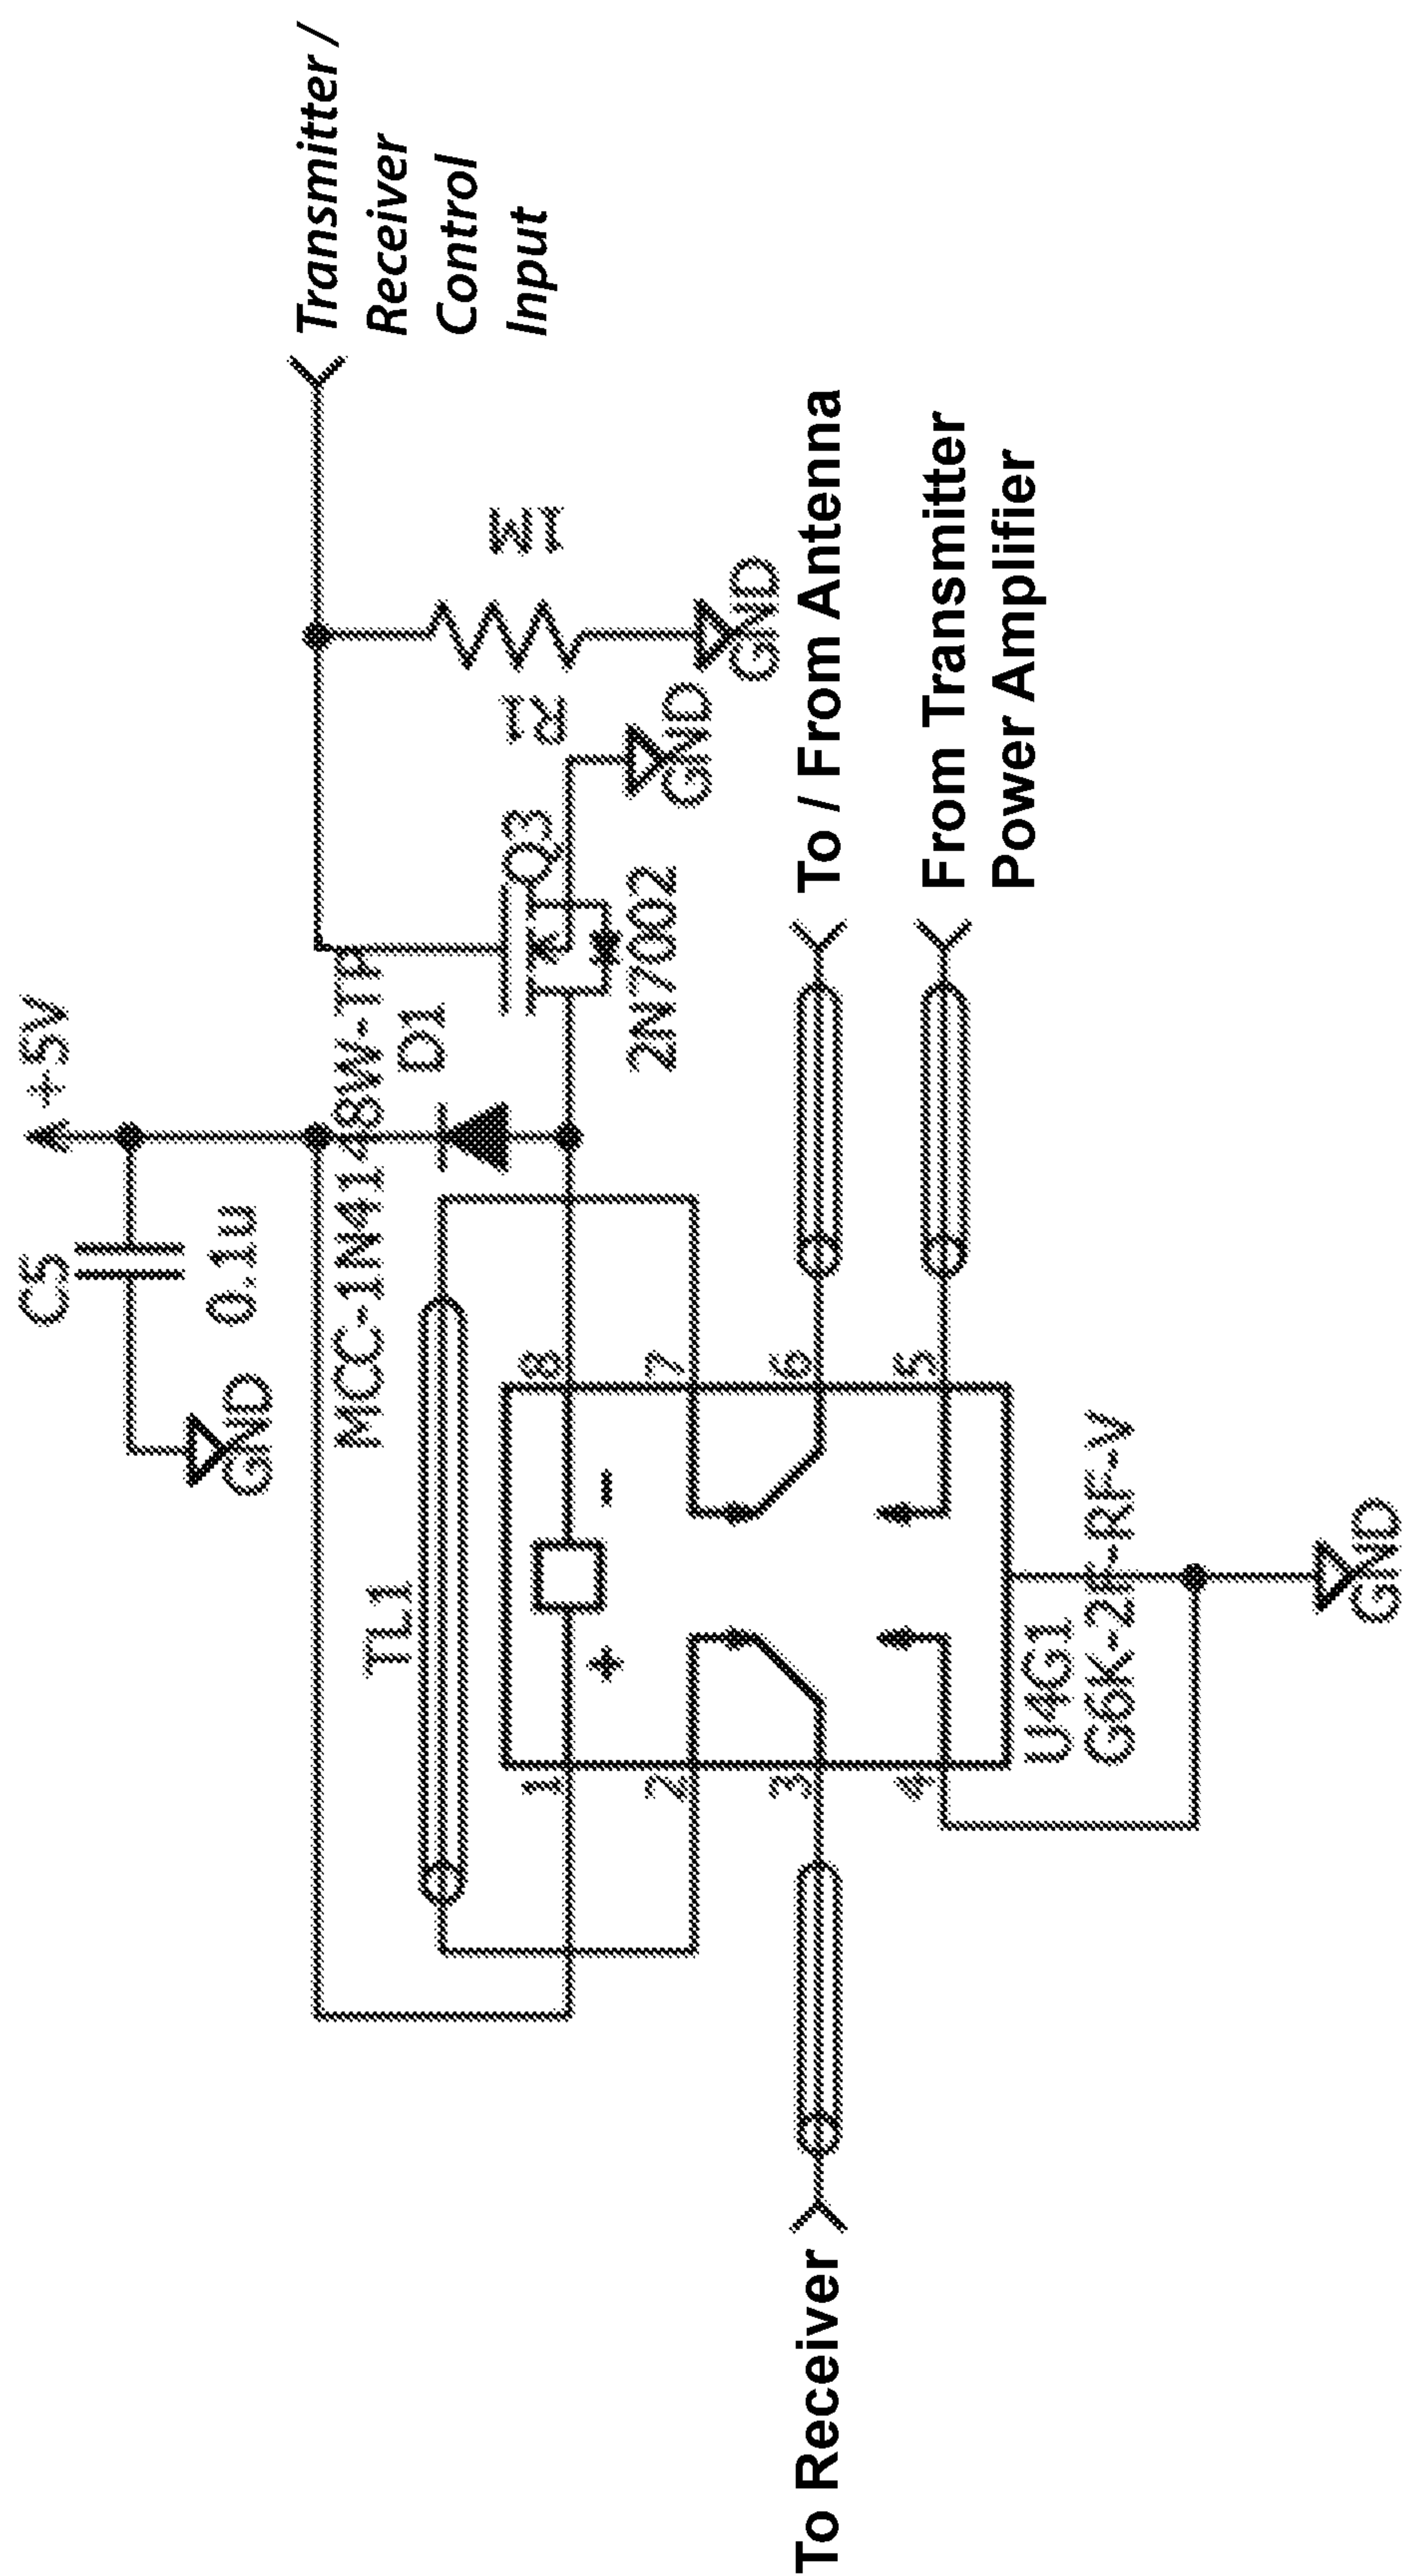 +5V
C5
0.1u
GND
Transmitter /
Receiver
Control
Input
MCC-1N4148W-TP
D1
TL1
Q3
2N7002
R1
1M
GND
GND
1
2
3
4
+
-
8
7
6
5
To Receiver
To / From Antenna
From Transmitter
Power Amplifier
U4G1
G6K-2F-RF-V
GND